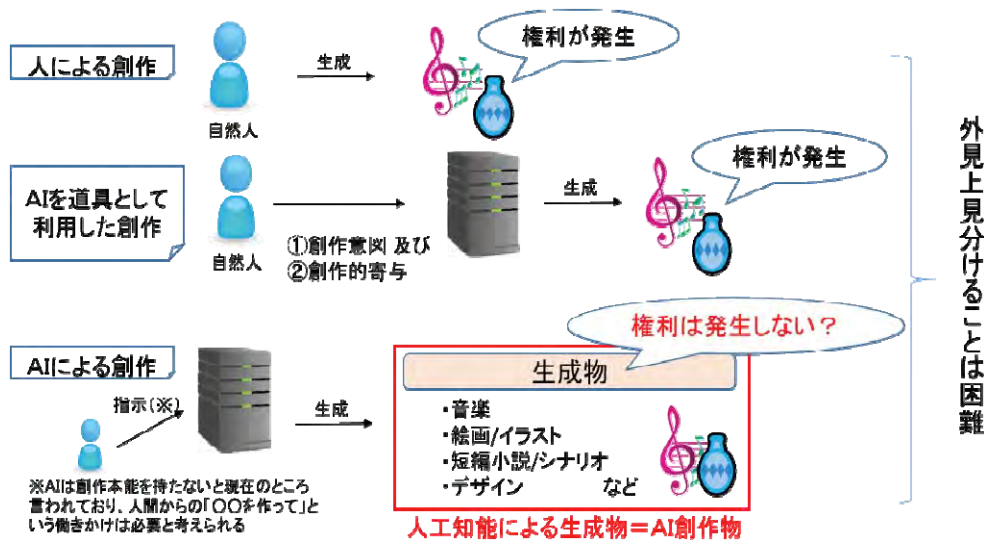 人による創作
自然人
生成
権利が発生
AIを道具として
利用した創作
自然人
①創作意図 及び
②創作的寄与
生成
権利が発生
AIによる創作
指示(※)
生成
権利は発生しない？
生成物
・音楽
・絵画/イラスト
・短編小説/シナリオ
・デザイン など
※AIは創作本能を持たないと現在のところ
言われており、人間からの「〇〇を作って」と
いう働きかけは必要と考えられる
人工知能による生成物＝AI創作物
外見上見分けることは困難